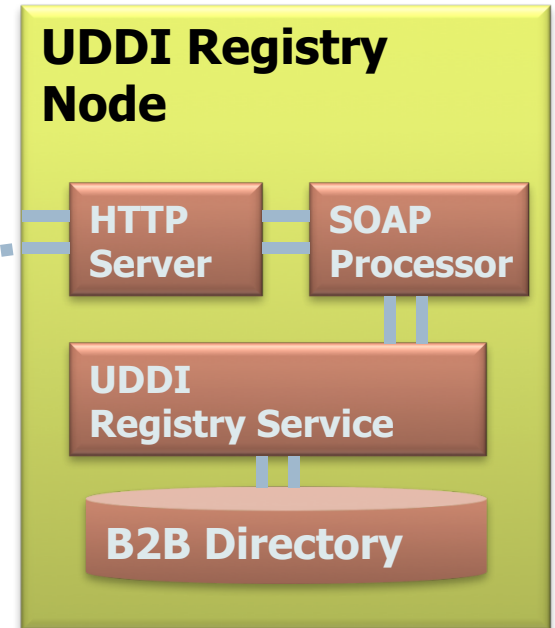 UDDI Registry
Node
HTTP
Server
SOAP
Processor
UDDI
Registry Service
B2B Directory